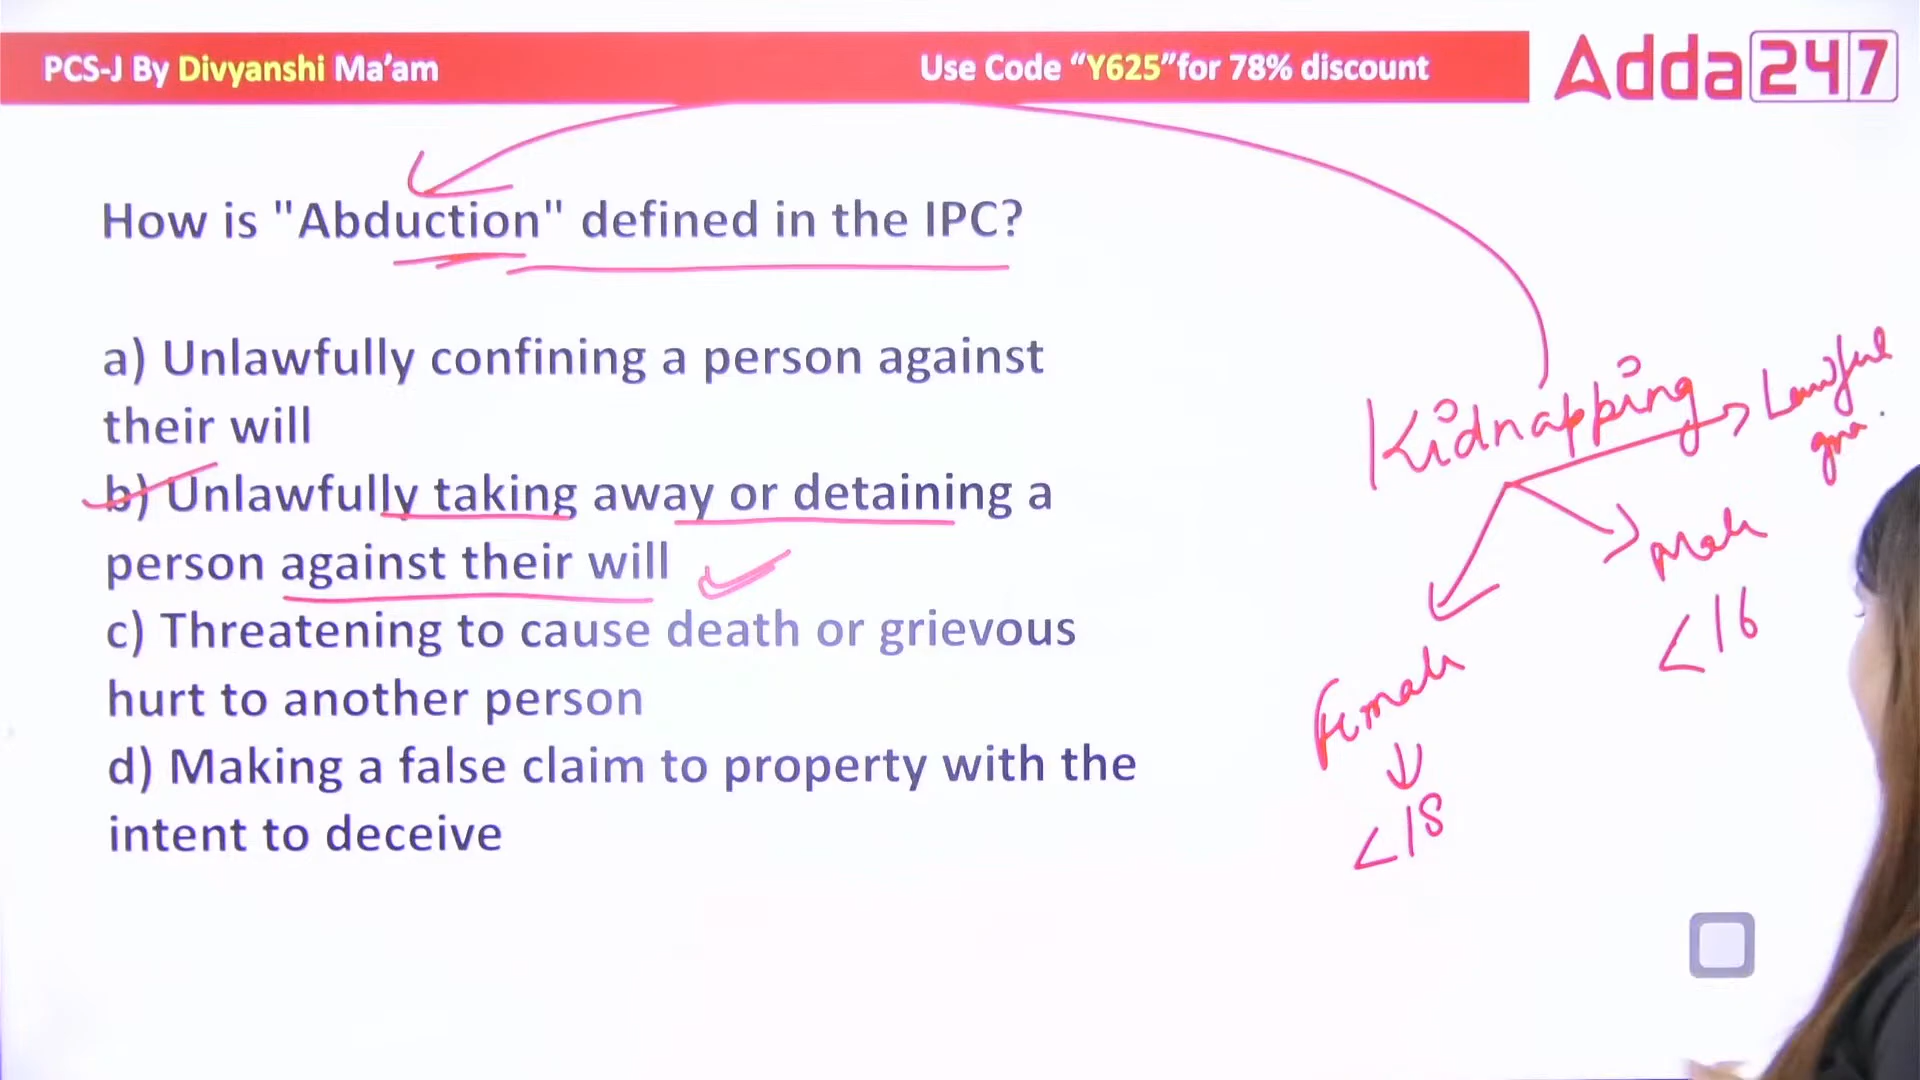 PCS-J By Divyanshi Ma’am
Use Code “Y625”for 78% discount
Adda247
How is "Abduction" defined in the IPC?
a) Unlawfully confining a person against
their will
b) Unlawfully taking away or detaining a
person against their will
c) Threatening to cause death or grievous
hurt to another person
d) Making a false claim to property with the
intent to deceive
Kidnapping
Lawful
Male
<16
Female
<18